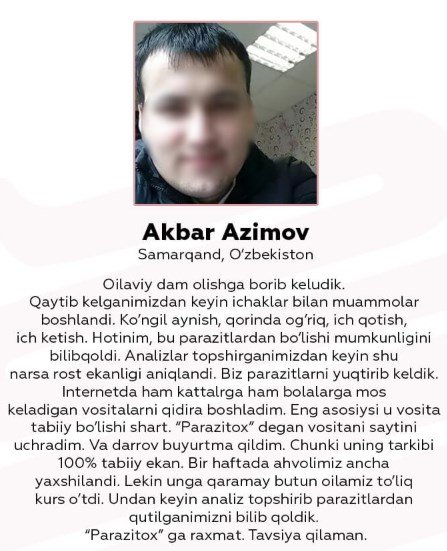 Akbar Azimov
Samarqand, O‘zbekiston
Oilaviy dam olishga borib keludik.
Qaytib kelganimizdan keyin ichaklar bilan muammolar
boshlandi. Ko‘ngil aynish, qorinda og‘riq, ich qotish,
ich ketish. Hotinim, bu parazitlardan bo‘lishi mumkunligini
bilibqoldi. Analizlar topshirganimizdan keyin shu
narsa rost ekanligi aniqlandi. Biz parazitlarni yuqtirib keldik.
Internetda ham kattalrga ham bolalarga mos
keladigan vositalarni qidira boshladim. Eng asosiysi u vosita
tabiiy bo‘lishi shart. “Parazitox” degan vositani saytini
uchradim. Va darrov buyurtma qildim. Chunki uning tarkibi
100% tabiiy ekan. Bir haftada ahvolimiz ancha
yaxshilandi. Lekin unga qaramay butun oilamiz to‘liq
kurs o‘tdi. Undan keyin analiz topshirib parazitlardan
qutilganimizni bilib qoldik.
“Parazitox” ga raxmat. Tavsiya qilaman.